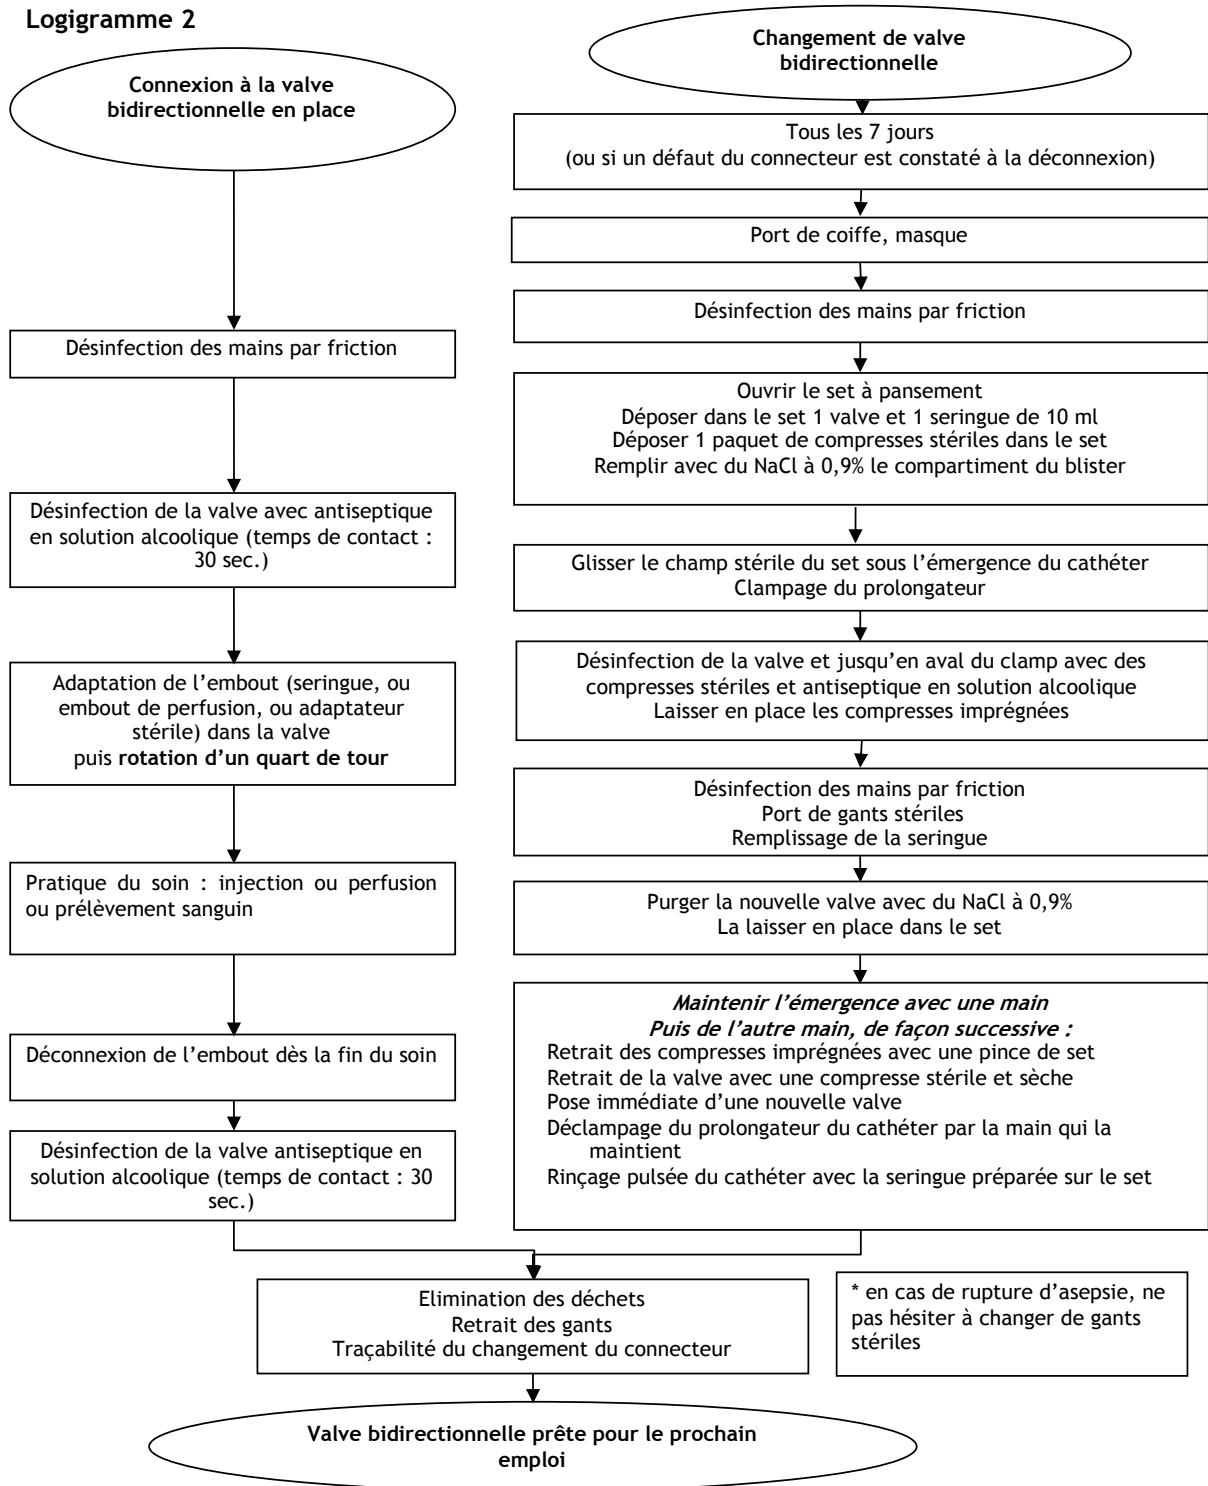 Logigramme 2
Connexion à la valve
bidirectionnelle en place
Désinfection des mains par friction
Désinfection de la valve avec antiseptique
en solution alcoolique (temps de contact :
30 sec.)
Adaptation de l'embout (seringue, ou
embout de perfusion, ou adaptateur
stérile) dans la valve
puis rotation d'un quart de tour
Pratique du soin : injection ou perfusion
ou prélèvement sanguin
Déconnexion de l'embout dès la fin du soin
Désinfection de la valve antiseptique en
solution alcoolique (temps de contact : 30
sec.)
Changement de valve
bidirectionnelle
Tous les 7 jours
(ou si un défaut du connecteur est constaté à la déconnexion)
Port de coiffe, masque
Désinfection des mains par friction
Ouvrir le set à pansement
Déposer dans le set 1 valve et 1 seringue de 10 ml
Déposer 1 paquet de compresses stériles dans le set
Remplir avec du NaCl à 0,9% le compartiment du blister
Glisser le champ stérile du set sous l'émergence du cathéter
Clampage du prolongateur
Désinfection de la valve et jusqu'en aval du clamp avec des
compresses stériles et antiseptique en solution alcoolique
Laisser en place les compresses imprégnées
Désinfection des mains par friction
Port de gants stériles
Remplissage de la seringue
Purger la nouvelle valve avec du NaCl à 0,9%
La laisser en place dans le set
Maintenir l'émergence avec une main
Puis de l'autre main, de façon successive :
Retrait des compresses imprégnées avec une pince de set
Retrait de la valve avec une compresse stérile et sèche
Pose immédiate d'une nouvelle valve
Déclampage du prolongateur du cathéter par la main qui la
maintient
Rinçage pulsée du cathéter avec la seringue préparée sur le set
Elimination des déchets
Retrait des gants
Traçabilité du changement du connecteur
* en cas de rupture d'asepsie, ne
pas hésiter à changer de gants
stériles
Valve bidirectionnelle prête pour le prochain
emploi